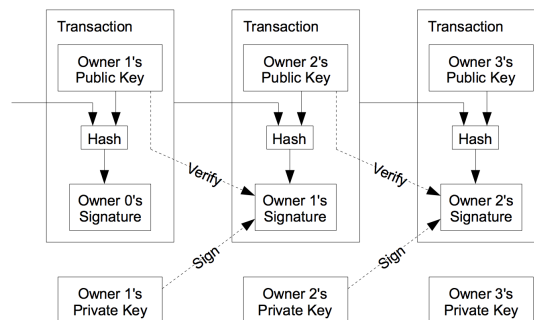 Transaction
Owner 1's
Public Key
Hash
Owner 0's
Signature
Transaction
Owner 2's
Public Key
Hash
Verify
Owner 1's
Signature
Sign
Transaction
Owner 3's
Public Key
Hash
Verify
Owner 2's
Signature
Sign
Owner 1's
Private Key
Owner 2's
Private Key
Owner 3's
Private Key